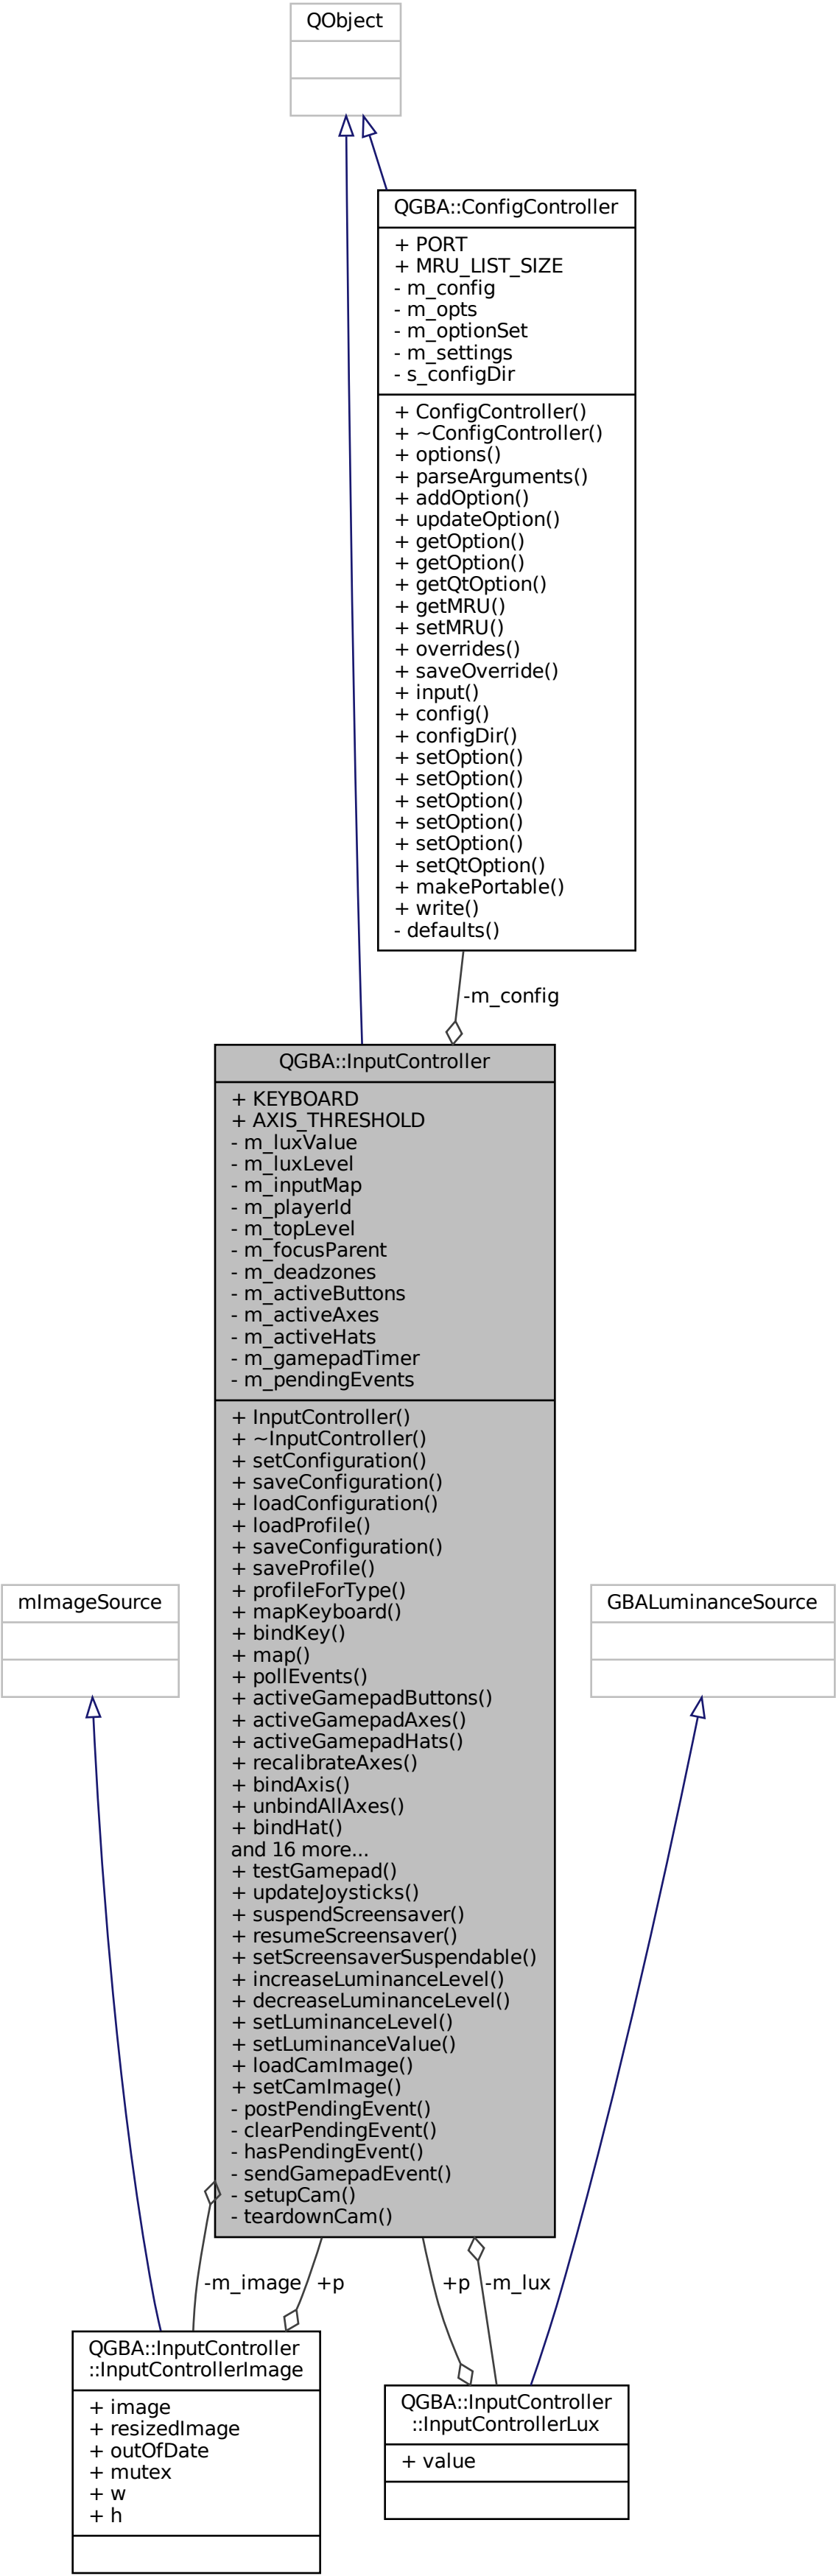 QObject
QGBA::ConfigController
+ PORT
+ MRU_LIST_SIZE
- m_config
- m_opts
- m_optionSet
- m_settings
- s_configDir
+ ConfigController()
+ ~ConfigController()
+ options()
+ parseArguments()
+ addOption()
+ updateOption()
+ getOption()
+ getOption()
+ getQtOption()
+ getMRU()
+ setMRU()
+ overrides()
+ saveOverride()
+ input()
+ config()
+ configDir()
+ setOption()
+ setOption()
+ setOption()
+ setOption()
+ setOption()
+ setQtOption()
+ makePortable()
+ write()
- defaults()
-m_config
QGBA::InputController
+ KEYBOARD
+ AXIS_THRESHOLD
- m_luxValue
- m_luxLevel
- m_inputMap
- m_playerId
- m_topLevel
- m_focusParent
- m_deadzones
- m_activeButtons
- m_activeAxes
- m_activeHats
- m_gamepadTimer
- m_pendingEvents
+ InputController()
+ ~InputController()
+ setConfiguration()
+ saveConfiguration()
+ loadConfiguration()
+ loadProfile()
+ saveConfiguration()
+ saveProfile()
+ profileForType()
+ mapKeyboard()
+ bindKey()
+ map()
+ pollEvents()
+ activeGamepadButtons()
+ activeGamepadAxes()
+ activeGamepadHats()
+ recalibrateAxes()
+ bindAxis()
+ unbindAllAxes()
+ bindHat()
and 16 more...
+ testGamepad()
+ updateJoysticks()
+ suspendScreensaver()
+ resumeScreensaver()
+ setScreensaverSuspendable()
+ increaseLuminanceLevel()
+ decreaseLuminanceLevel()
+ setLuminanceLevel()
+ setLuminanceValue()
+ loadCamImage()
+ setCamImage()
- postPendingEvent()
- clearPendingEvent()
- hasPendingEvent()
- sendGamepadEvent()
- setupCam()
- teardownCam()
mImageSource
GBALuminanceSource
-m_image
+p
+p
-m_lux
QGBA::InputController
::InputControllerImage
+ image
+ resizedImage
+ outOfDate
+ mutex
+ w
+ h
QGBA::InputController
::InputControllerLux
+ value